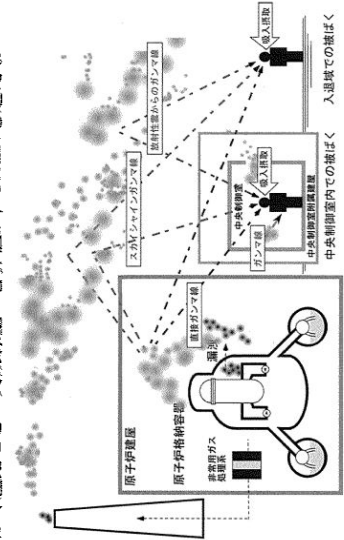 放射性雲からのガンマ線
吸入摂取
入退域での被ばく
スカイシャインガンマ線
中央制御室
吸入摂取
ガンマ線
中央制御室附属建屋
中央制御室内での被ばく
原子炉建屋
原子炉格納容器
直接ガンマ線
漏洩
非常用ガス
処理系